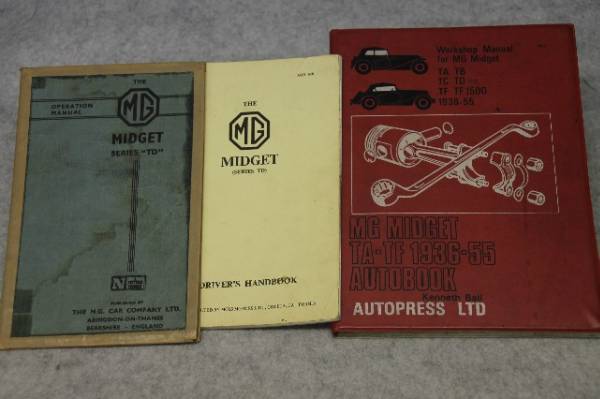 THE
MG
OPERATION
MANUAL
MIDGET
SERIES "TD"
PUBLISHED BY
THE M.G. CAR COMPANY LTD.
ABINGDON-ON-THAMES
BERKSHIRE - ENGLAND
THE
MG
MIDGET
(SERIES TD)
DRIVER'S HANDBOOK
Workshop Manual
for MG Midget
TA TB
TC TD
TF TF1500
1936-55
MG MIDGET
TA-TF 1936-55
AUTOBOOK
Kenneth Ball
AUTOPRESS LTD